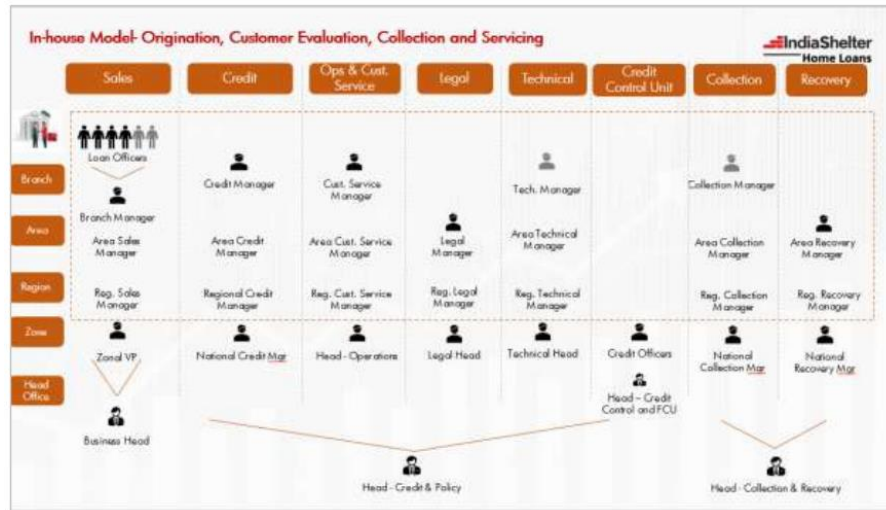 In-house Model- Origination, Customer Evaluation, Collection and Servicing
IndiaShelter
Home Loans
Sales
Credit
Ops & Cust.
Service
Legal
Technical
Credit
Control Unit
Collection
Recovery
Branch
Loan Officers
Branch Manager
Credit Manager
Cust. Service
Manager
Tech. Manager
Collection Manager
Area
Area Sales
Manager
Area Credit
Manager
Area Cust. Service
Manager
Legal
Manager
Area Technical
Manager
Area Collection
Manager
Area Recovery
Manager
Region
Reg. Sales
Manager
Regional Credit
Manager
Reg. Cust. Service
Manager
Reg. Legal
Manager
Reg. Technical
Manager
Reg. Collection
Manager
Reg. Recovery
Manager
Zone
Zonal VP
National Credit Mgr
Head - Operations
Legal Head
Technical Head
Credit Officers
National
Collection Mgr
National
Recovery Mgr
Head
Office
Head – Credit
Control and FCU
Business Head
Head - Credit & Policy
Head - Collection & Recovery